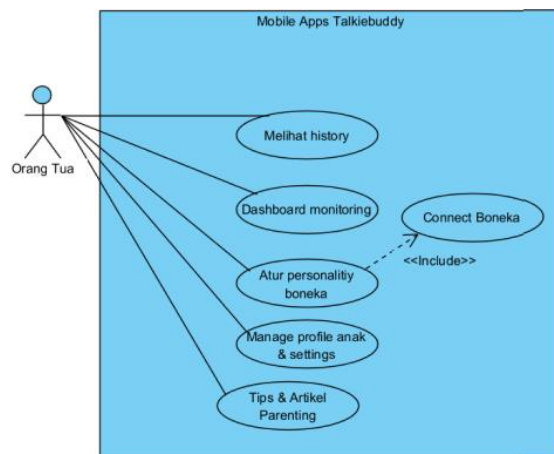 Mobile Apps Talkiebuddy
Orang Tua
Melihat history
Dashboard monitoring
Connect Boneka
<<Include>>
Atur personalitiy
boneka
Manage profile anak
& settings
Tips & Artikel
Parenting